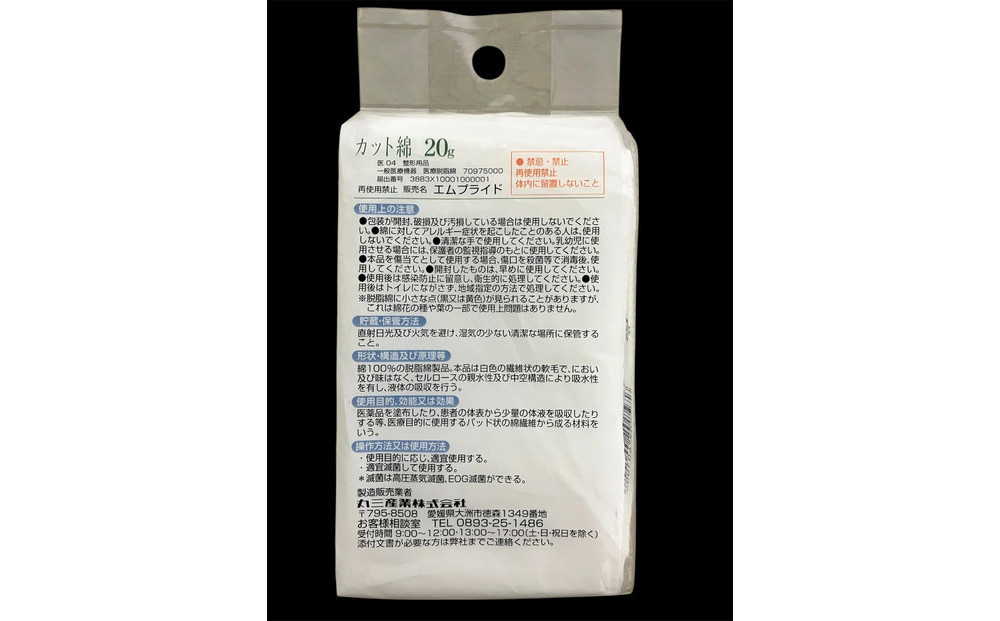 カット綿 20g
医 04 整形用品
一般医療機器 医療脱脂綿 70975000
届出番号 38B3X10001000001
再使用禁止 販売名 エムプライド
● 禁忌・禁止
再使用禁止
体内に留置しないこと
使用上の注意
●包装が開封、破損及び汚損している場合は使用しないでくださ
い。●綿に対してアレルギー症状を起こしたことのある人は、使用
しないでください。●清潔な手で使用してください。乳幼児に使
用させる場合には、保護者の監視指導のもとに使用してください。
●本品を傷当てとして使用する場合、傷口を殺菌等で消毒後、使
用してください。●開封したものは、早めに使用してください。
●使用後は感染防止に留意し、衛生的に処理してください。●使
用後はトイレにながさず、地域指定の方法で処理してください。
※脱脂綿に小さな点(黒又は黄色)が見られることがありますが、
これは綿花の種や葉の一部で使用上問題はありません。
貯蔵・保管方法
直射日光及び火気を避け、湿気の少ない清潔な場所に保管する
こと。
形状・構造及び原理等
綿100%の脱脂綿製品。本品は白色の繊維状の軟毛で、におい
及び味はなく、セルロースの親水性及び中空構造により吸水性
を有し、液体の吸収を行う。
使用目的、効能又は効果
医薬品を塗布したり、患者の体表から少量の体液を吸収したり
する等、医療目的に使用するパッド状の綿繊維から成る材料を
いう。
操作方法又は使用方法
・使用目的に応じ、適宜使用する。
・適宜滅菌して使用する。
＊滅菌は高圧蒸気滅菌、EOG滅菌ができる。
製造販売業者
丸三産業株式会社
〒795-8508 愛媛県大洲市徳森1349番地
お客様相談室 TEL 0893-25-1486
受付時間 9:00〜12:00・13:00〜17:00(土・日・祝日を除く)
添付文書が必要な方は弊社までご連絡ください。